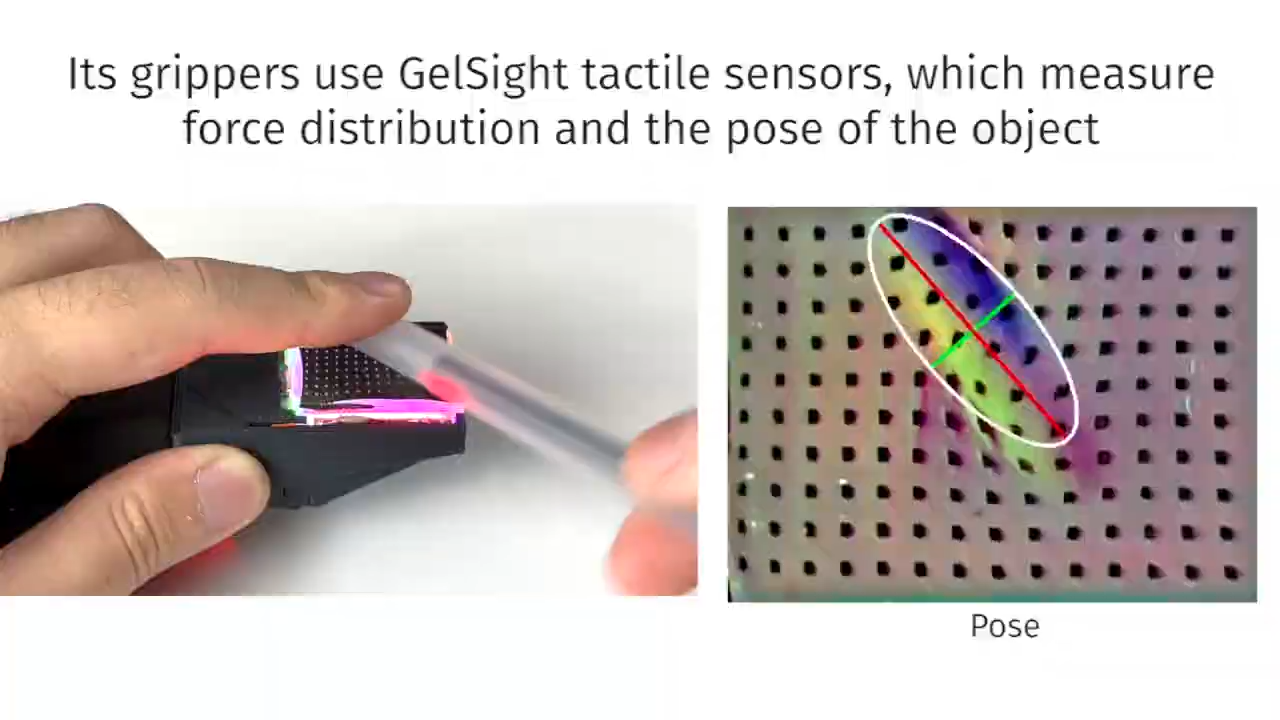 Its grippers use GelSight tactile sensors, which measure
force distribution and the pose of the object
Pose